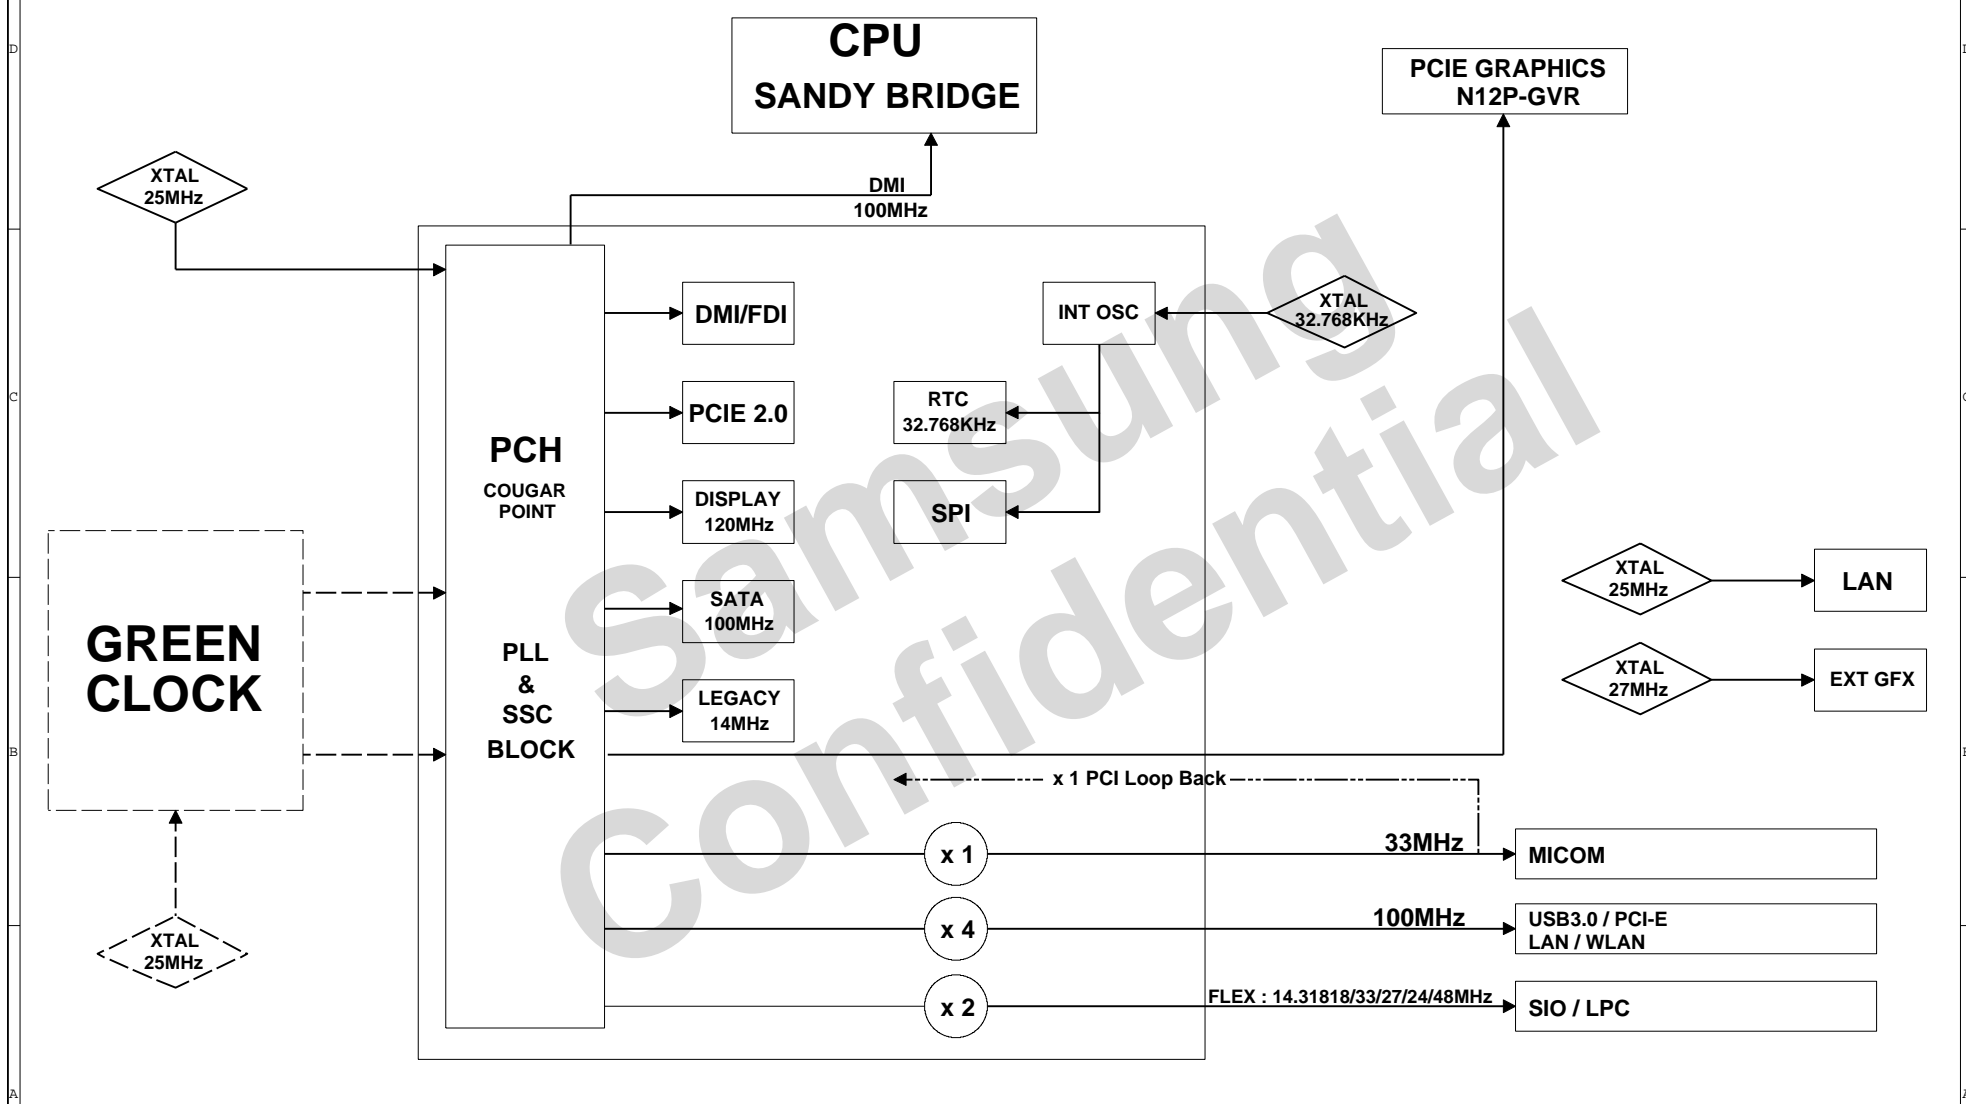 CPU
SANDY BRIDGE
PCIE GRAPHICS
N12P-GVR
D
D
XTAL
25MHz
DMI
100MHz
DMI/FDI
INT OSC
XTAL
32.768KHz
C
C
PCIE 2.0
RTC
32.768KHz
PCH
COUGAR
POINT
DISPLAY
120MHz
SPI
XTAL
25MHz
LAN
SATA
100MHz
GREEN
CLOCK
PLL
&
SSC
BLOCK
XTAL
27MHz
EXT GFX
LEGACY
14MHz
B
B
x 1 PCI Loop Back
x 1
33MHz
MICOM
x 4
100MHz
USB3.0 / PCI-E
LAN / WLAN
XTAL
25MHz
x 2
FLEX : 14.31818/33/27/24/48MHz
SIO / LPC
A
A
Samsung
Confidential